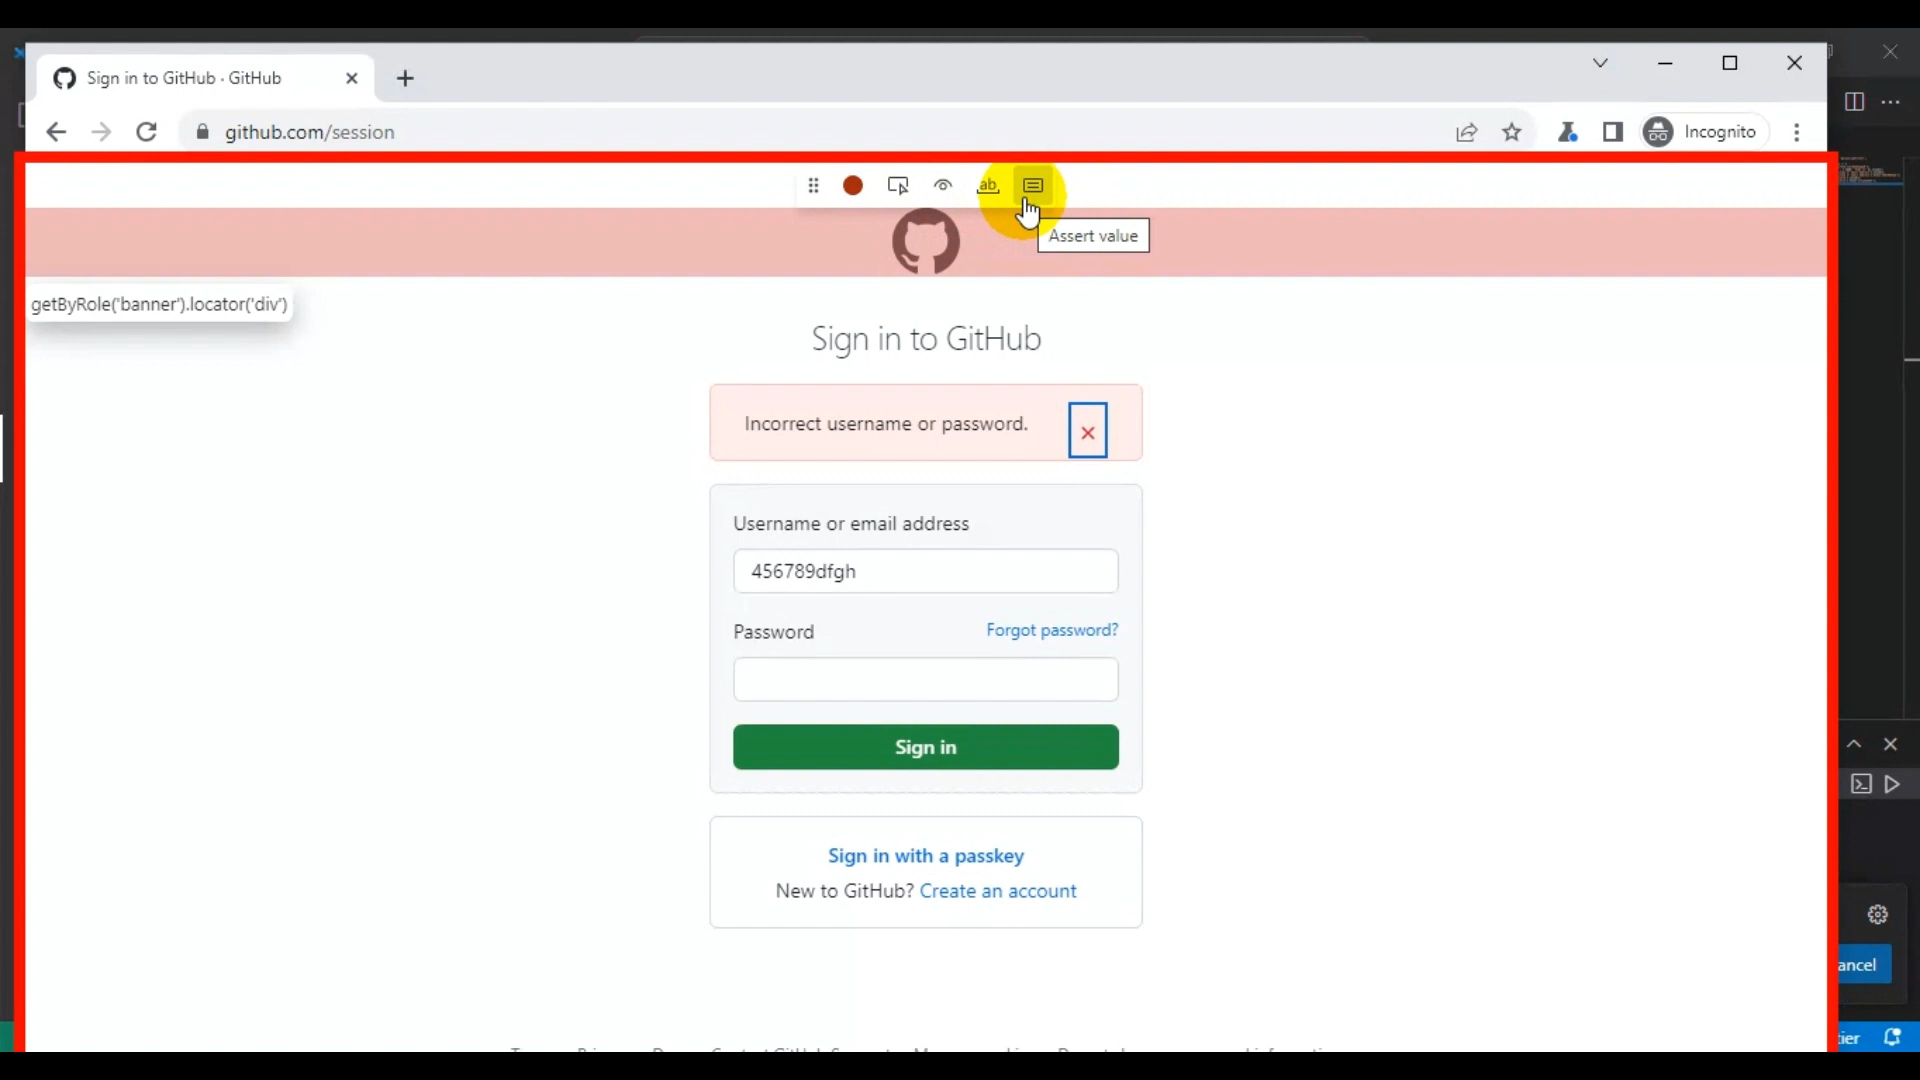 Sign in to GitHub · GitHub
github.com/session
Incognito
ab
Assert value
getByRole('banner').locator('div')
Sign in to GitHub
Incorrect username or password.
Username or email address
456789dfgh
Password
Forgot password?
Sign in
Sign in with a passkey
New to GitHub? Create an account
ancel
tier